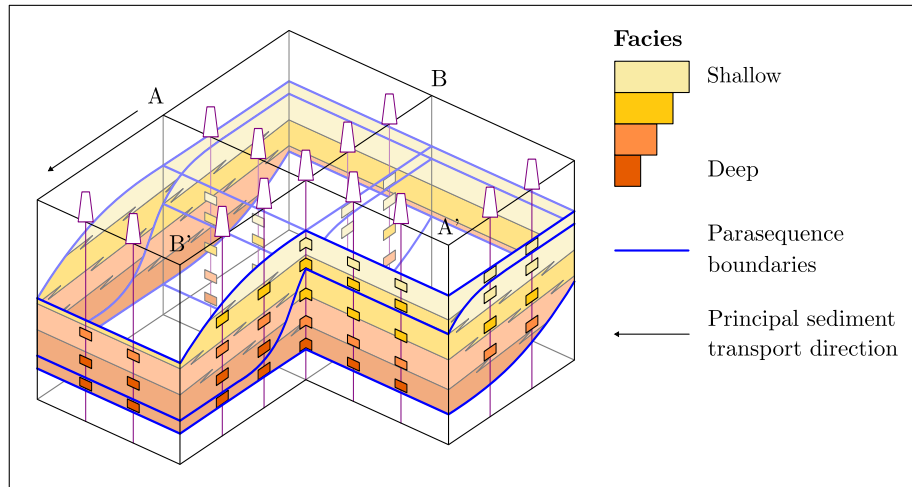 Facies
Shallow
Deep
Parasequence
boundaries
Principal sediment
transport direction
A
B
B'
A'